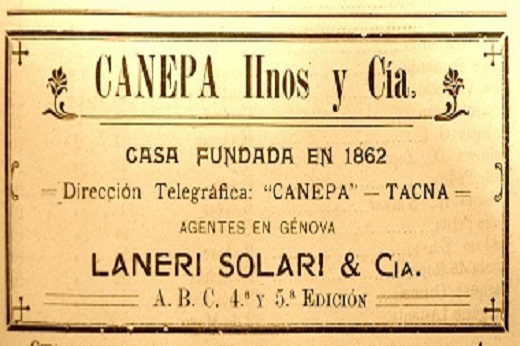 CANEPA Hnos y Cía.
CASA FUNDADA EN 1862
Dirección Telegráfica: "CANEPA" — TACNA
AGENTES EN GÉNOVA
LANERI SOLARI & CIA.
A. B. C. 4.ª Y 5.ª EDICIÓN